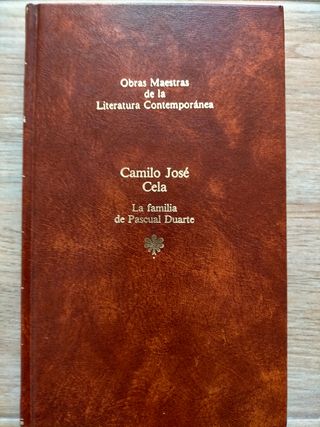 Obras Maestras
de la
Literatura Contemporánea
Camilo José
Cela
La familia
de Pascual Duarte